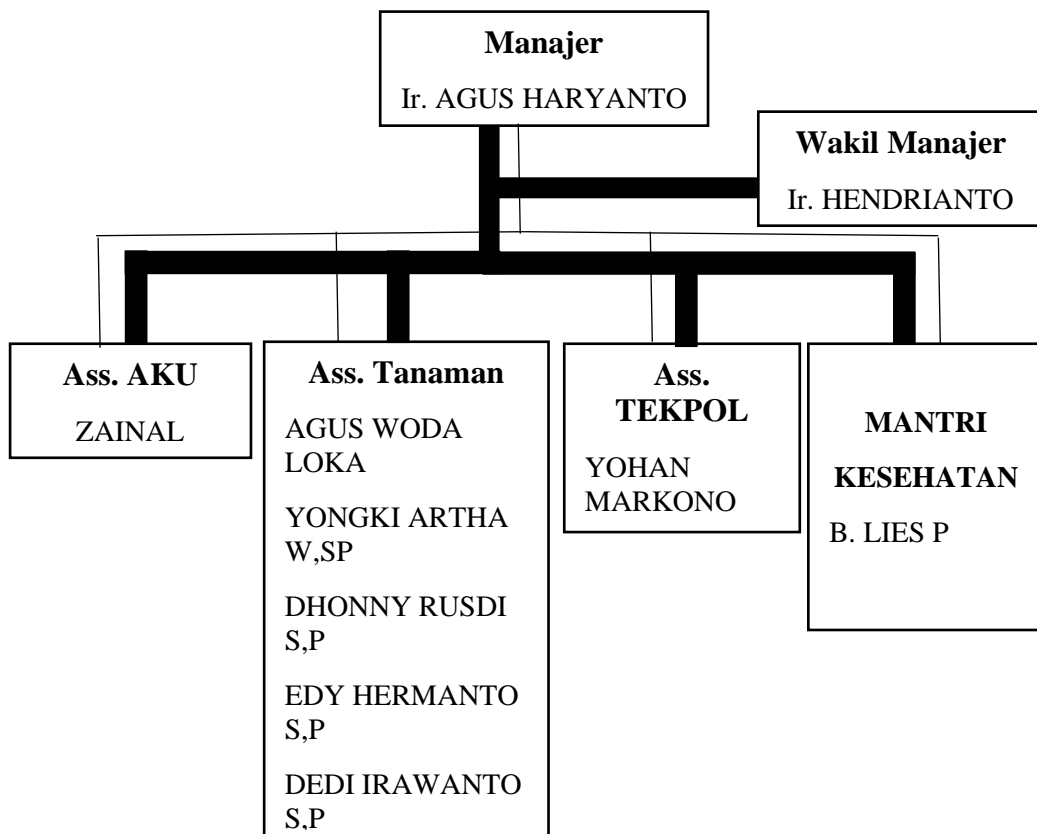 Manajer
Ir. AGUS HARYANTO
Wakil Manajer
Ir. HENDRIANTO
Ass. AKU
ZAINAL
Ass. Tanaman
AGUS WODA
LOKA
YONGKI ARTHA
W,SP
DHONNY RUSDI
S,P
EDY HERMANTO
S,P
DEDI IRAWANTO
S,P
Ass.
TEKPOL
YOHAN
MARKONO
MANTRI
KESEHATAN
B. LIES P